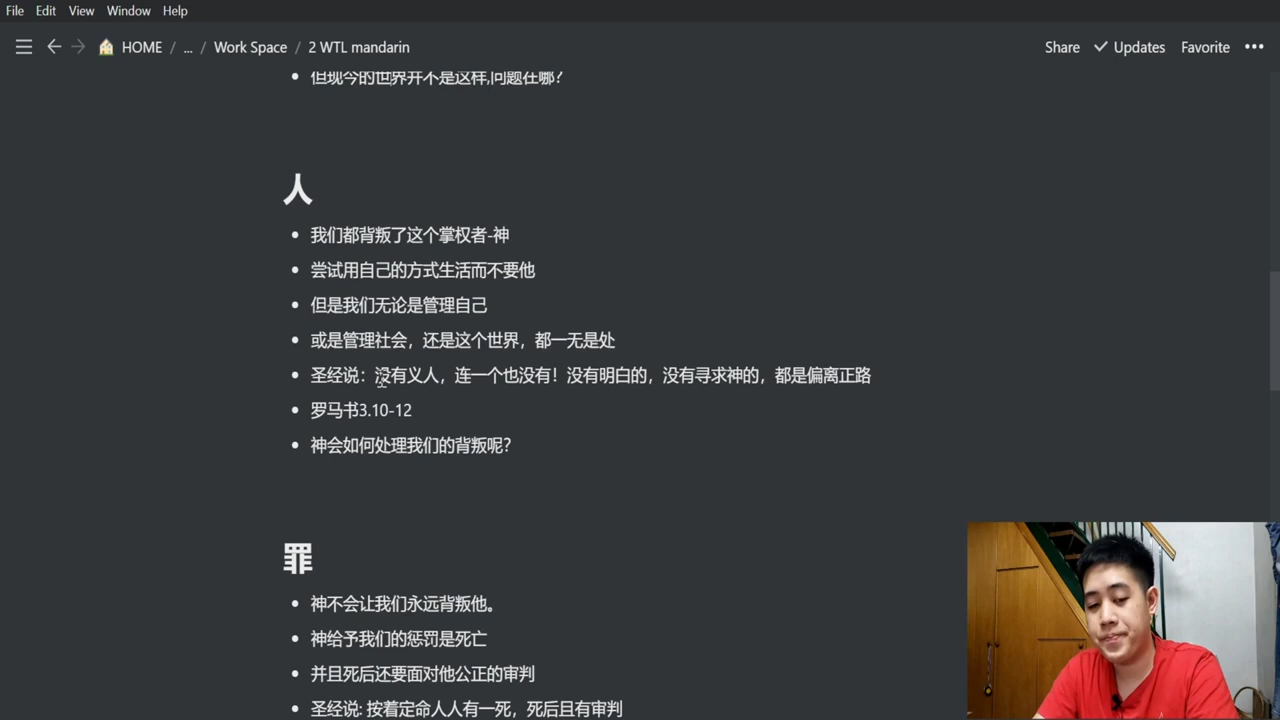 File Edit View Window Help
HOME / ... / Work Space / 2 WTL mandarin
Share Updates Favorite
但现今的世界并不是这样,问题在哪?
人
我们都背叛了这个掌权者-神
尝试用自己的方式生活而不要他
但是我们无论是管理自己
或是管理社会，还是这个世界，都一无是处
圣经说：没有义人，连一个也没有！没有明白的，没有寻求神的，都是偏离正路
罗马书3.10-12
神会如何处理我们的背叛呢?
罪
神不会让我们永远背叛他。
神给予我们的惩罚是死亡
并且死后还要面对他公正的审判
圣经说: 按着定命人人有一死，死后且有审判